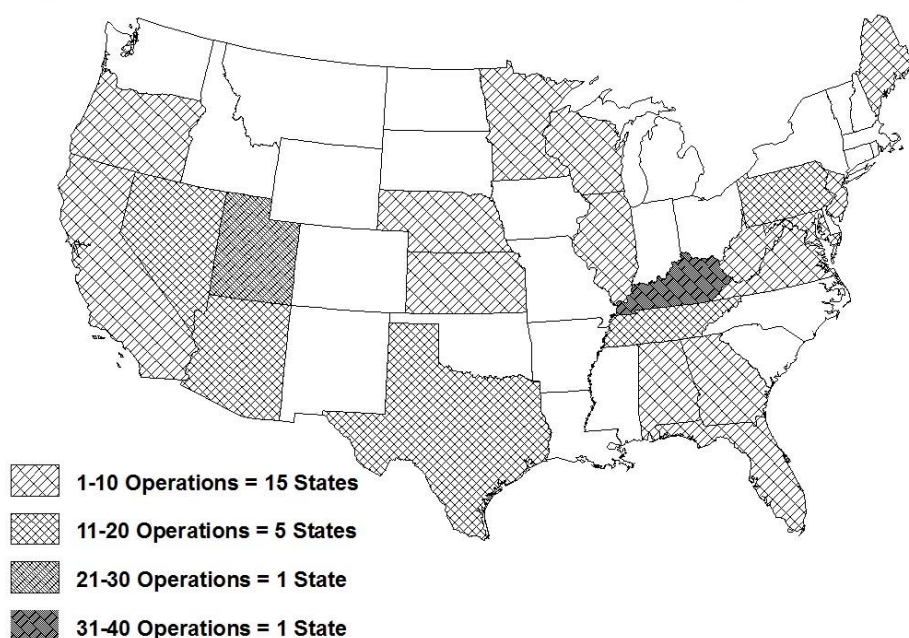 1-10 Operations = 15 States
11-20 Operations = 5 States
21-30 Operations = 1 State
31-40 Operations = 1 State